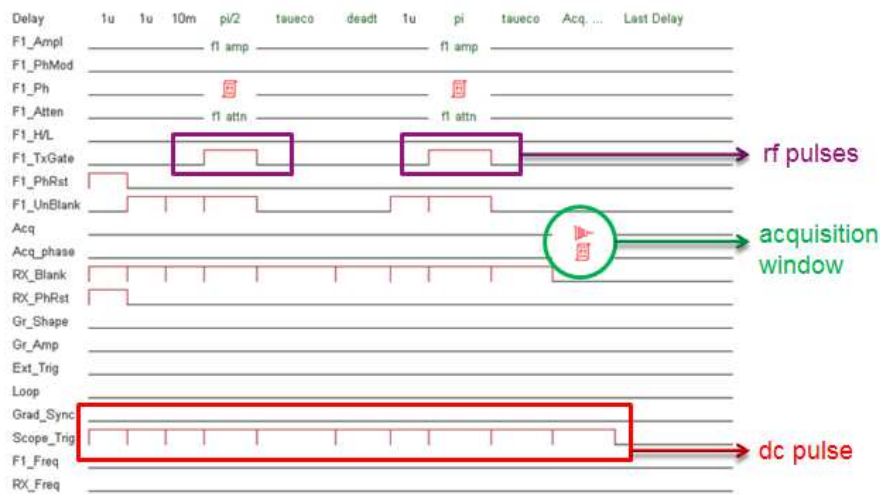 Delay 1u 1u 10m pi/2 taueco deadt 1u pi taueco Acq. ... Last Delay
F1_Ampl f1 amp f1 amp
F1_PhMod
F1_Ph
F1_Atten f1 attn f1 attn
F1_H/L
F1_TxGate rf pulses
F1_PhRst
F1_UnBlank
Acq acquisition
Acq_phase window
RX_Blank
RX_PhRst
Gr_Shape
Gr_Amp
Ext_Trig
Loop
Grad_Sync
Scope_Trig dc pulse
F1_Freq
RX_Freq